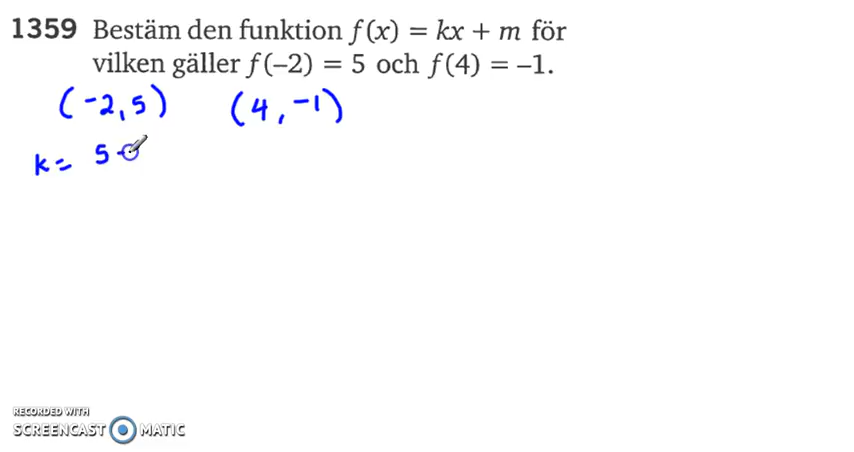 1359 Bestäm den funktion f(x) = kx + m för
vilken gäller f(–2) = 5 och f(4) = –1.
(-2,5) (4,-1)
k= 5-
RECORDED WITH
SCREENCAST MATIC